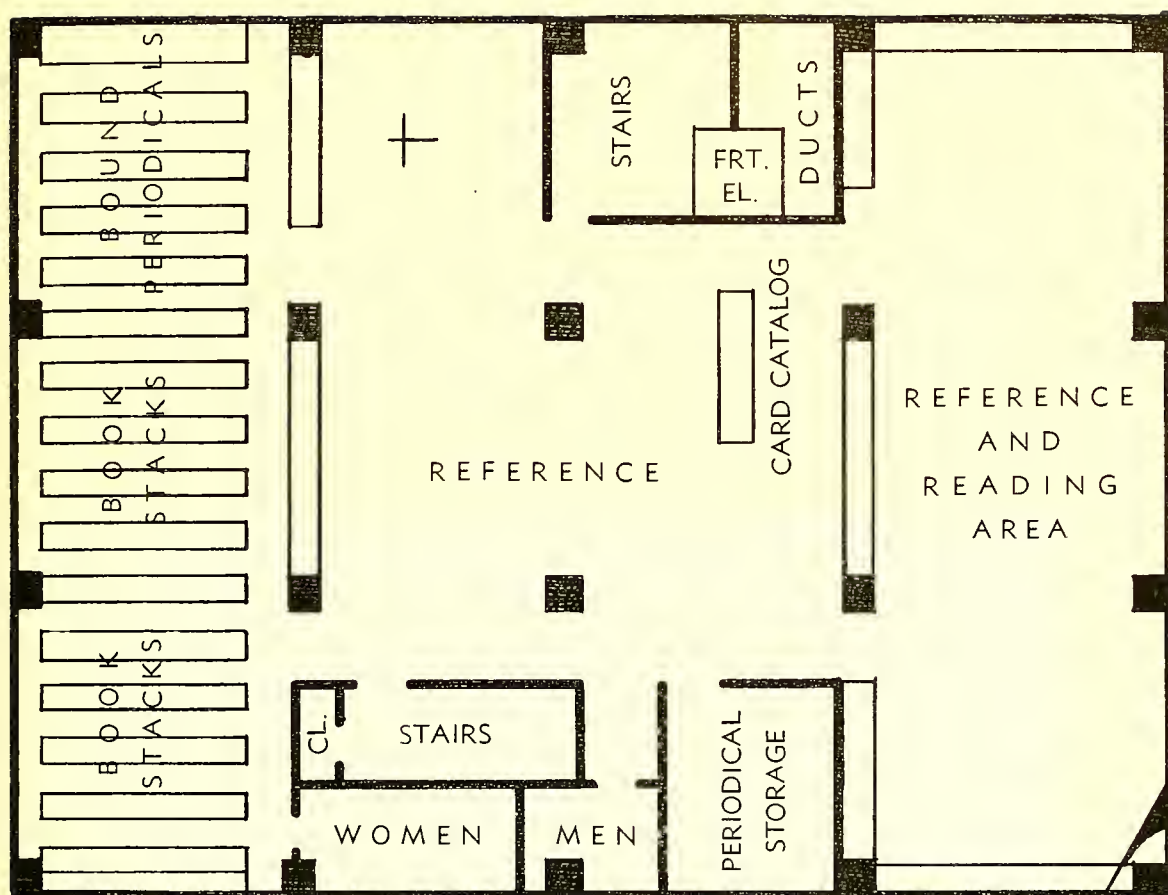 BOUND
PERIODICALS
BOOK
STACKS
BOOK
STACKS
STAIRS
FRT.
EL.
DUCTS
CARD CATALOG
REFERENCE
REFERENCE
AND
READING
AREA
CL.
STAIRS
WOMEN
MEN
PERIODICAL
STORAGE